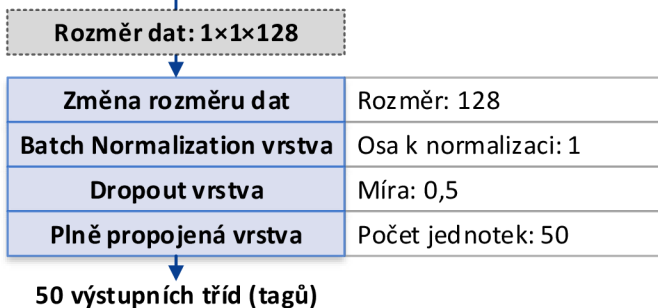 Rozměr dat: 1×1×128
Změna rozměru dat Rozměr: 128
Batch Normalization vrstva Osa k normalizaci: 1
Dropout vrstva Míra: 0,5
Plně propojená vrstva Počet jednotek: 50
50 výstupních tříd (tagů)